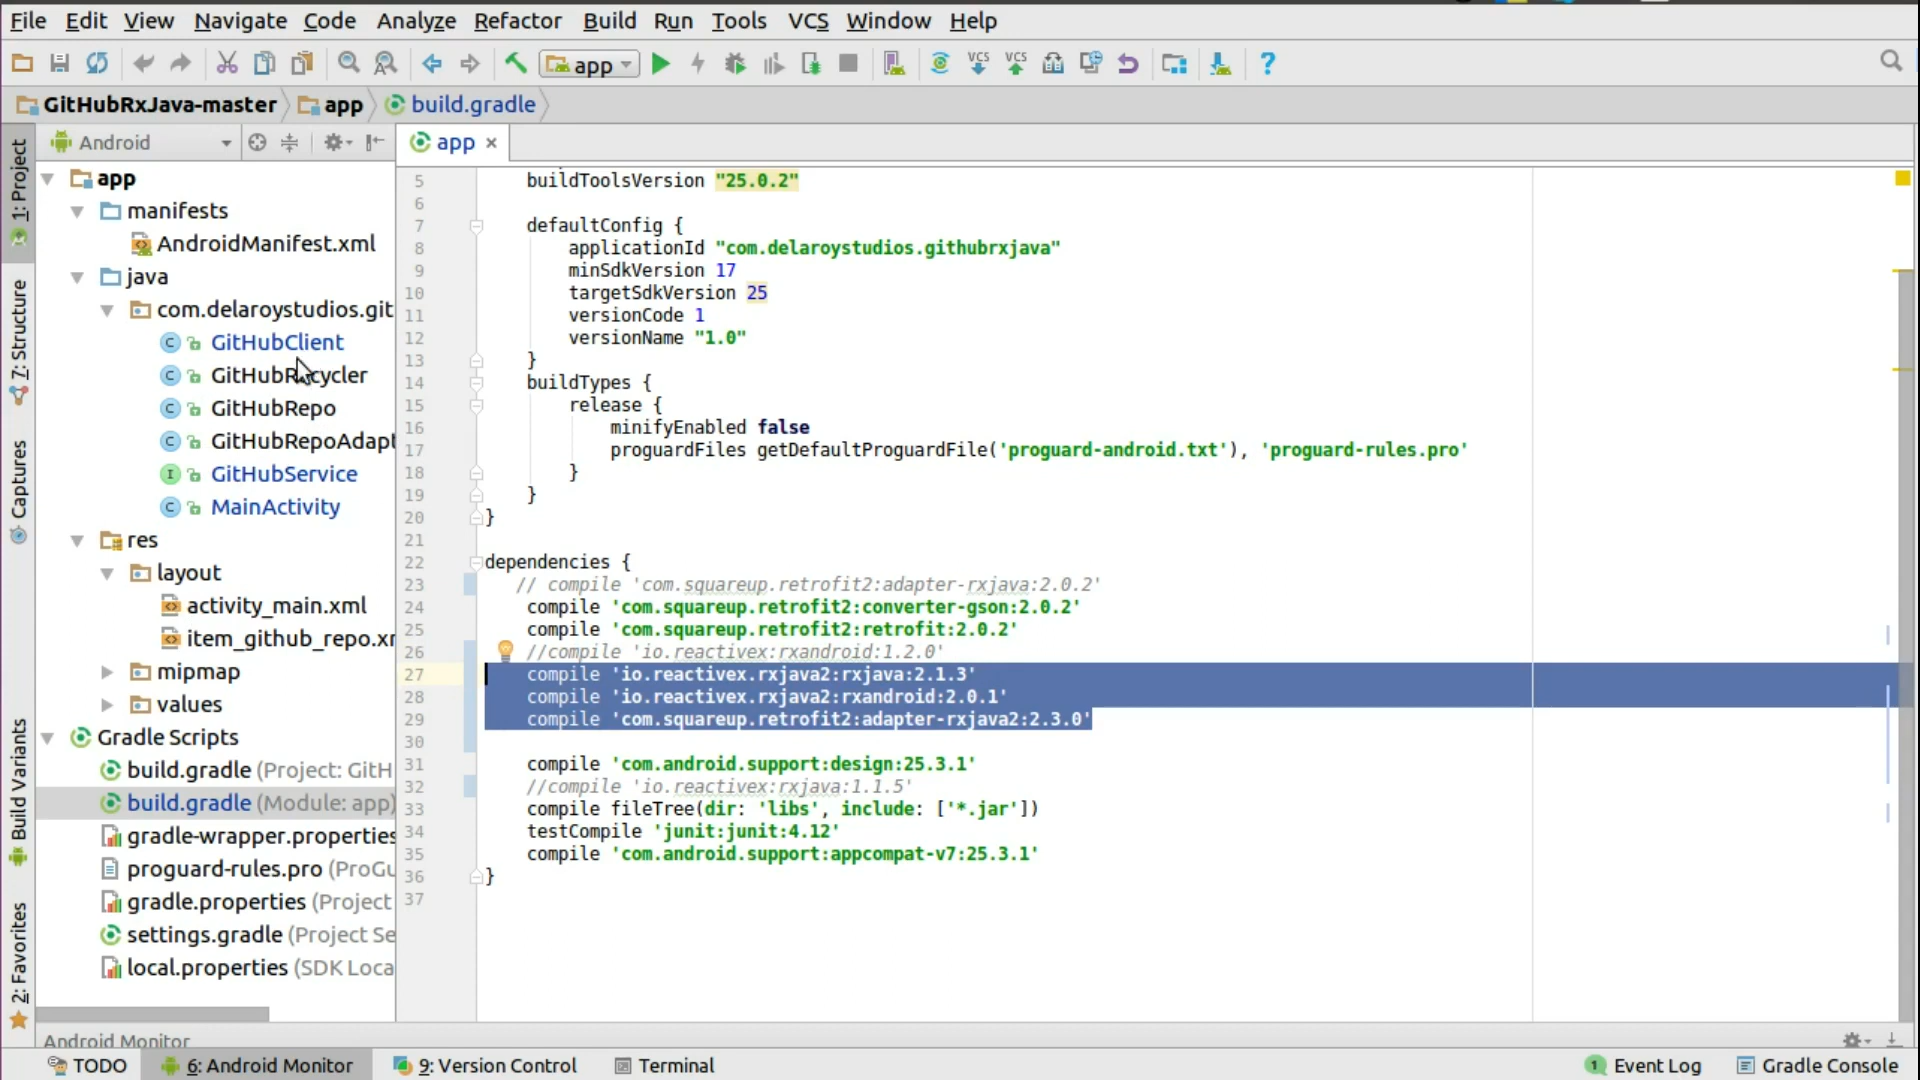 File Edit View Navigate Code Analyze Refactor Build Run Tools VCS Window Help
app VCS VCS ?
GitHubRxJava-master app build.gradle
Android app ×
1: Project
7: Structure
Captures
Build Variants
2: Favorites
app
manifests
AndroidManifest.xml
java
com.delaroystudios.git
GitHubClient
GitHubRecycler
GitHubRepo
GitHubRepoAdapt
GitHubService
MainActivity
res
layout
activity_main.xml
item_github_repo.xm
mipmap
values
Gradle Scripts
build.gradle (Project: GitH
build.gradle (Module: app)
gradle-wrapper.properties
proguard-rules.pro (ProGu
gradle.properties (Project
settings.gradle (Project Se
local.properties (SDK Loca
5 buildToolsVersion "25.0.2"
6
7 defaultConfig {
8 applicationId "com.delaroystudios.githubrxjava"
9 minSdkVersion 17
10 targetSdkVersion 25
11 versionCode 1
12 versionName "1.0"
13 }
14 buildTypes {
15 release {
16 minifyEnabled false
17 proguardFiles getDefaultProguardFile('proguard-android.txt'), 'proguard-rules.pro'
18 }
19 }
20 }
21
22 dependencies {
23 // compile 'com.squareup.retrofit2:adapter-rxjava:2.0.2'
24 compile 'com.squareup.retrofit2:converter-gson:2.0.2'
25 compile 'com.squareup.retrofit2:retrofit:2.0.2'
26 //compile 'io.reactivex:rxandroid:1.2.0'
27 compile 'io.reactivex.rxjava2:rxjava:2.1.3'
28 compile 'io.reactivex.rxjava2:rxandroid:2.0.1'
29 compile 'com.squareup.retrofit2:adapter-rxjava2:2.3.0'
30
31 compile 'com.android.support:design:25.3.1'
32 //compile 'io.reactivex:rxjava:1.1.5'
33 compile fileTree(dir: 'libs', include: ['*.jar'])
34 testCompile 'junit:junit:4.12'
35 compile 'com.android.support:appcompat-v7:25.3.1'
36 }
37
Android Monitor
TODO 6: Android Monitor 9: Version Control Terminal 1 Event Log Gradle Console